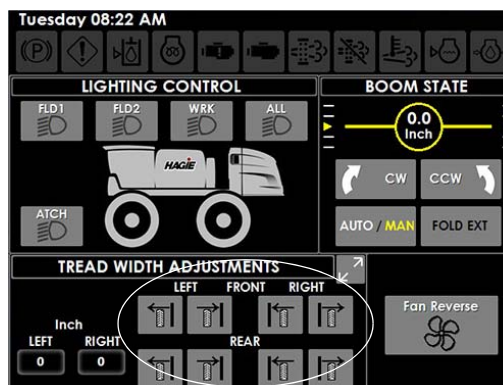 Tuesday 08:22 AM
LIGHTING CONTROL
FLD1 FLD2 WRK ALL
HAGIE
ATCH
BOOM STATE
0.0
Inch
CW CCW
AUTO / MAN FOLD EXT
TREAD WIDTH ADJUSTMENTS
LEFT FRONT RIGHT
Inch
LEFT RIGHT
0 0
REAR
Fan Reverse